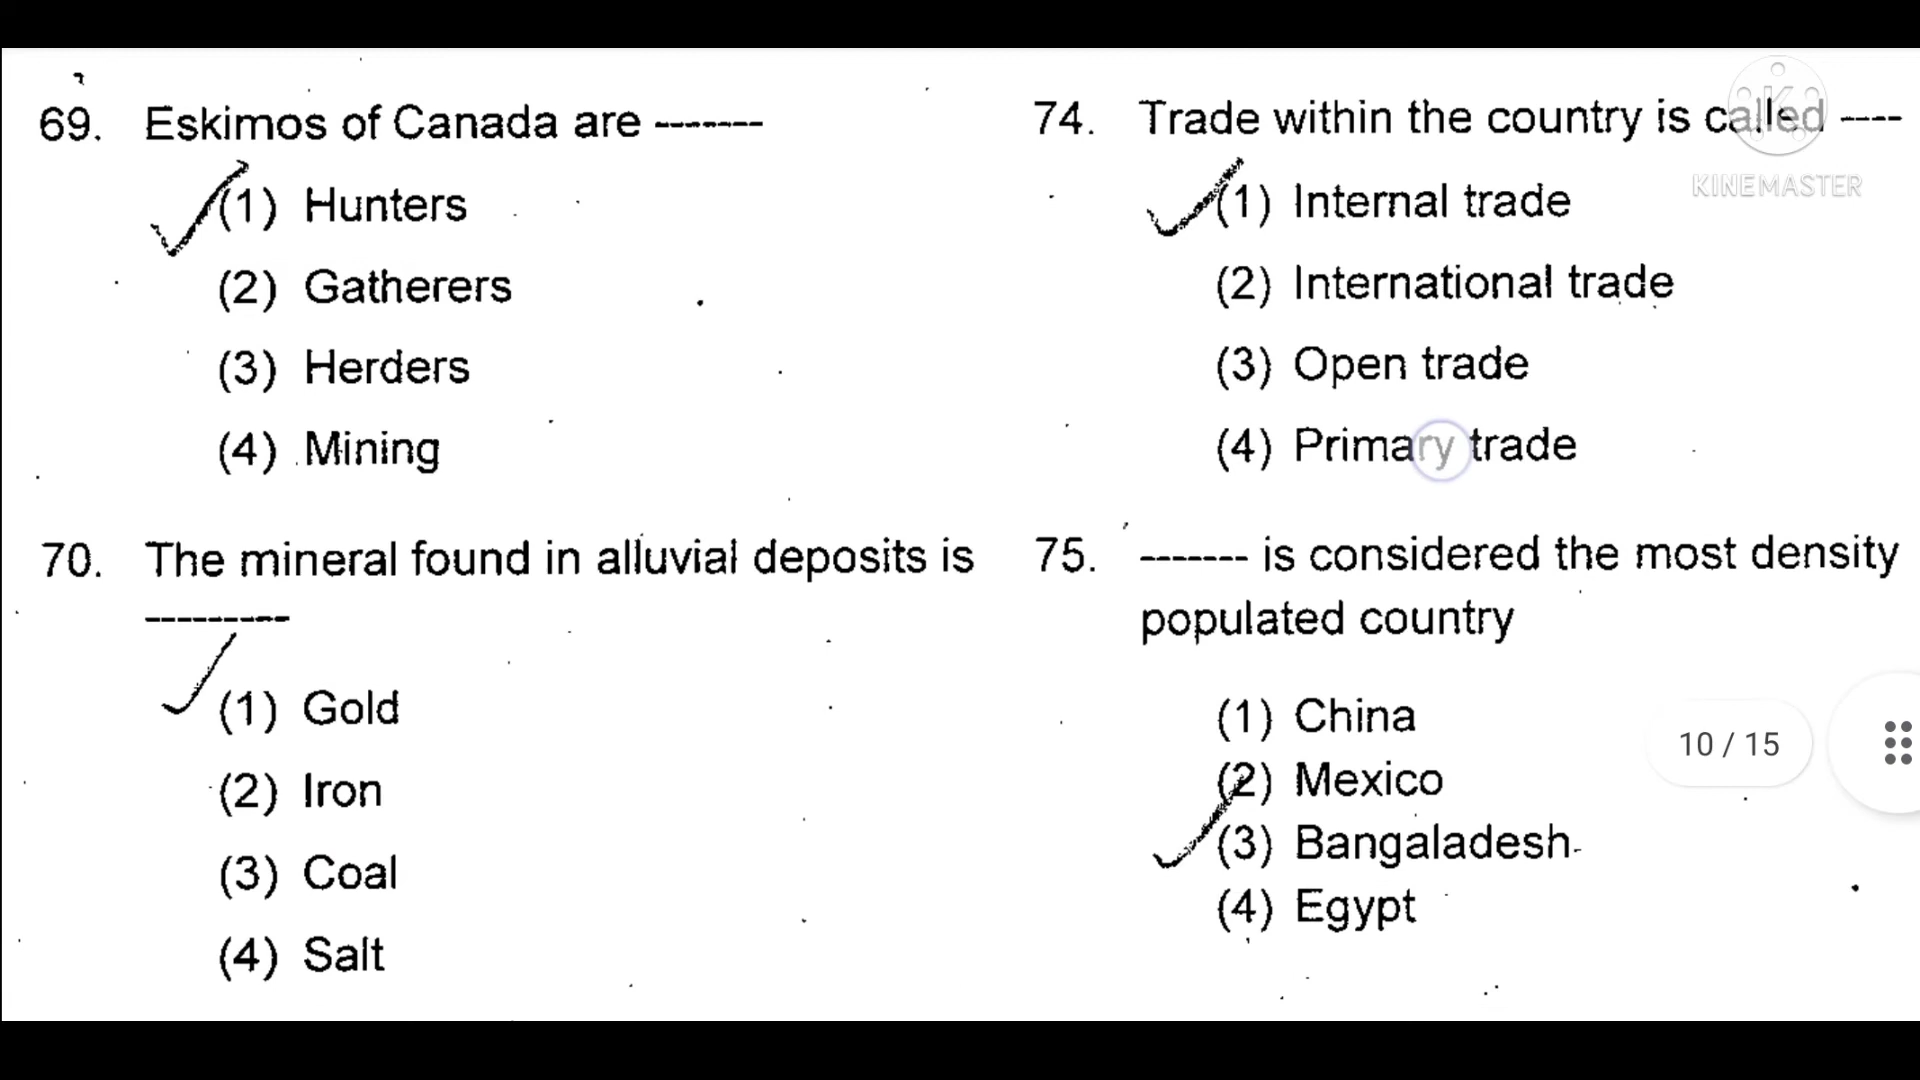 69. Eskimos of Canada are -------
(1) Hunters
(2) Gatherers
(3) Herders
(4) Mining
70. The mineral found in alluvial deposits is
---------
(1) Gold
(2) Iron
(3) Coal
(4) Salt
74. Trade within the country is called ----
(1) Internal trade
(2) International trade
(3) Open trade
(4) Primary trade
75. ------- is considered the most density
populated country
(1) China
(2) Mexico
(3) Bangaladesh
(4) Egypt
KINEMASTER
10 / 15